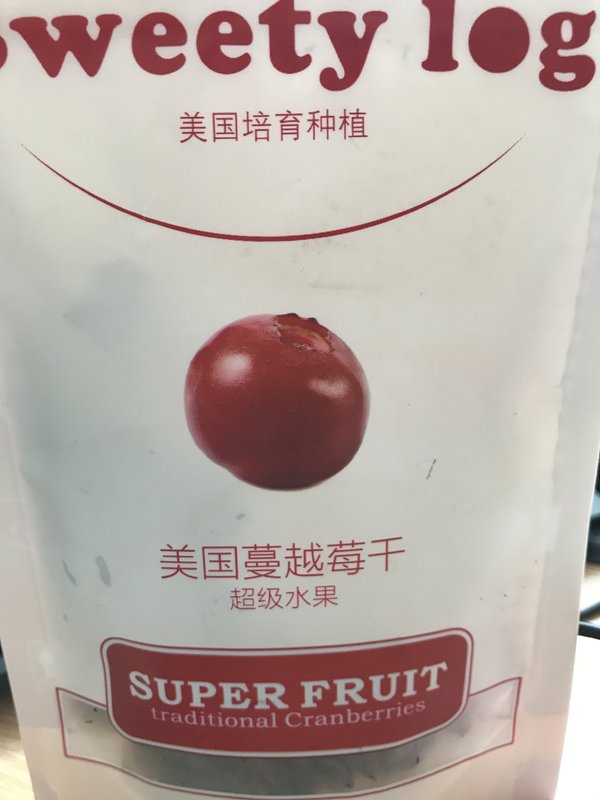 Sweety log
美国培育种植
美国蔓越莓干
超级水果
SUPER FRUIT
traditional Cranberries